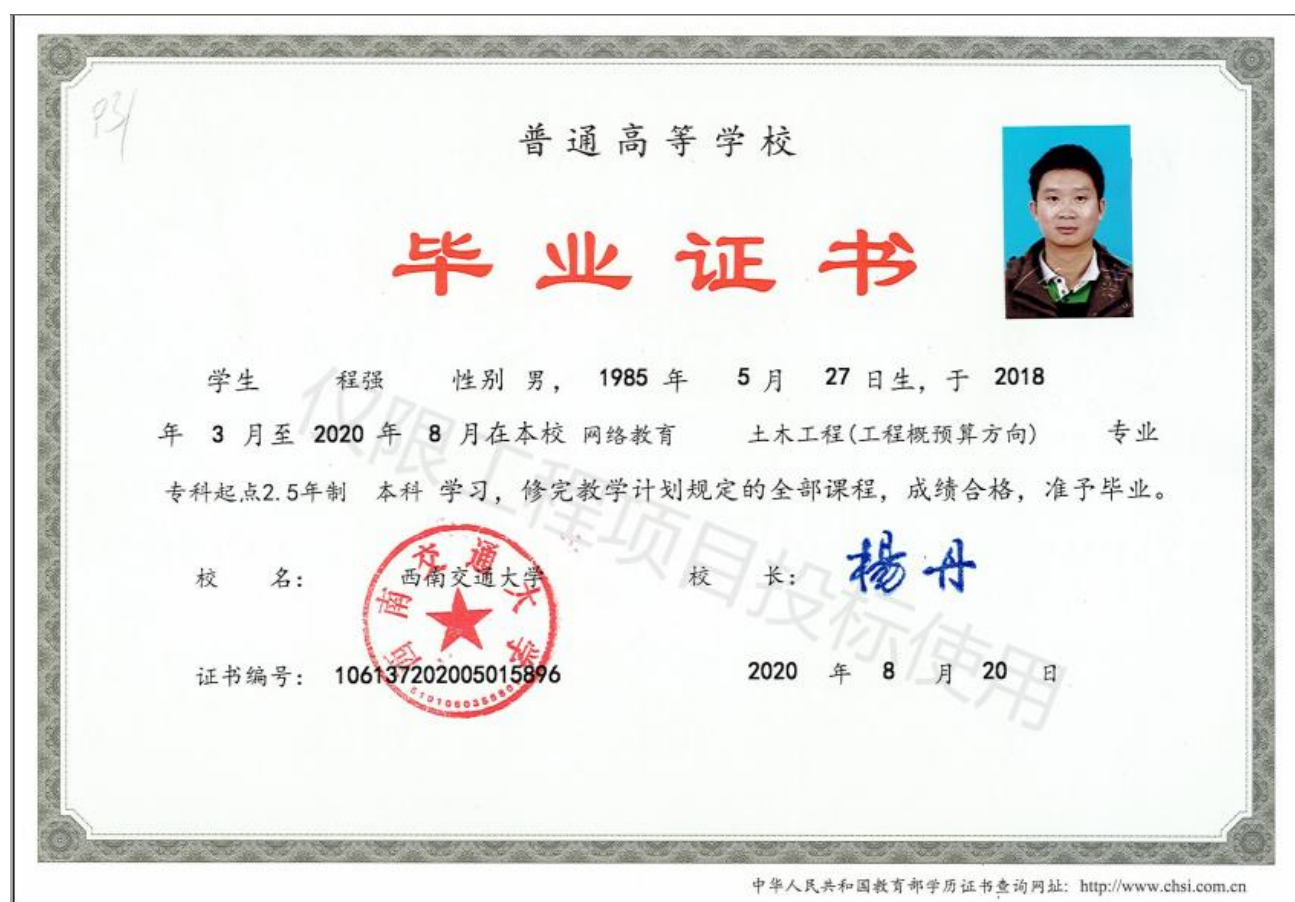 P31
普通高等学校
毕业证书
学生 程强 性别 男， 1985 年 5 月 27 日生，于 2018
年 3 月至 2020 年 8 月在本校 网络教育 土木工程(工程概预算方向) 专业
专科起点2.5年制 本科 学习，修完教学计划规定的全部课程，成绩合格，准予毕业。
校 名： 西南交通大学 校 长： 楊丹
西南交通大学
证书编号： 106137202005015896 2020 年 8 月 20 日
仅限工程项目投标使用
中华人民共和国教育部学历证书查询网址: http://www.chsi.com.cn